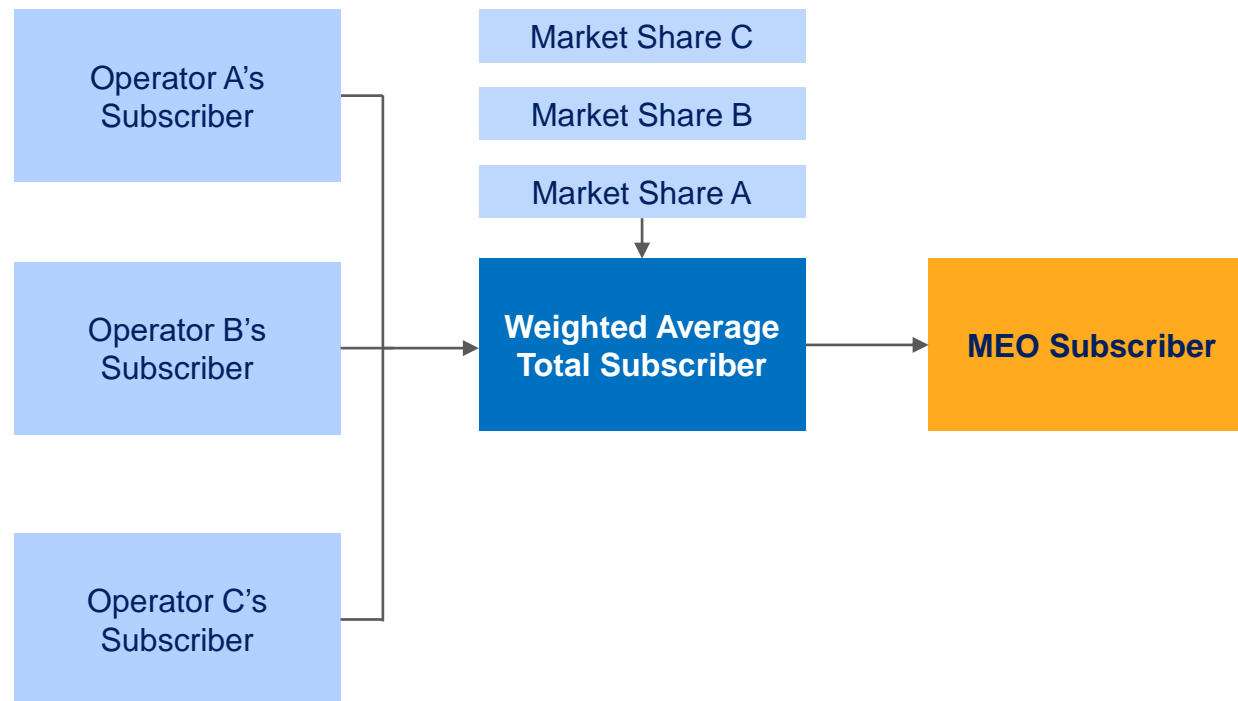 Operator A’s
Subscriber
Operator B’s
Subscriber
Operator C’s
Subscriber
Market Share C
Market Share B
Market Share A
Weighted Average
Total Subscriber
MEO Subscriber